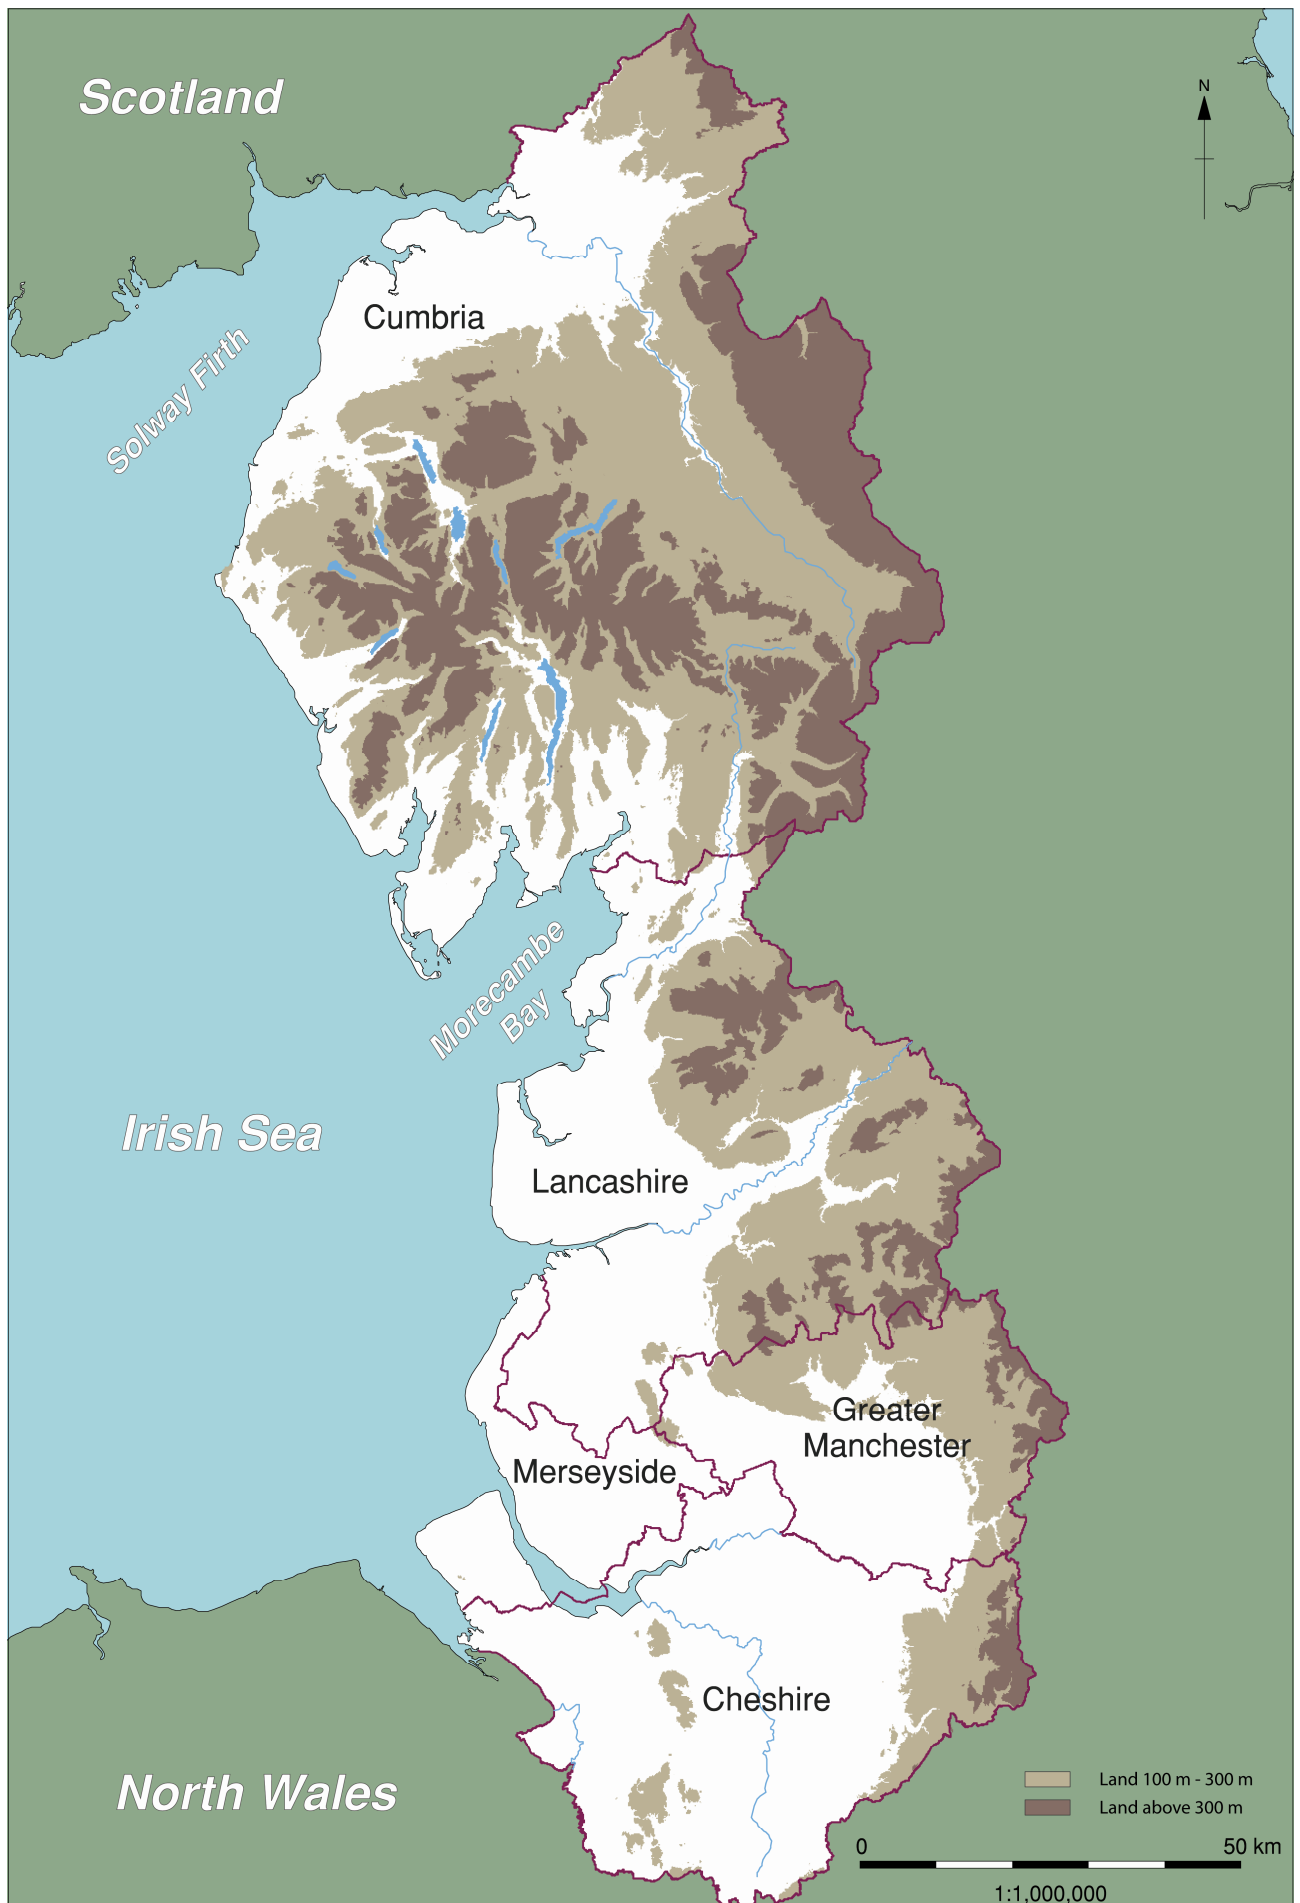 Scotland
N
Cumbria
Solway Firth
Morecambe
Bay
Irish Sea
Lancashire
Greater
Manchester
Merseyside
Cheshire
North Wales
Land 100 m - 300 m
Land above 300 m
0
50 km
1:1,000,000